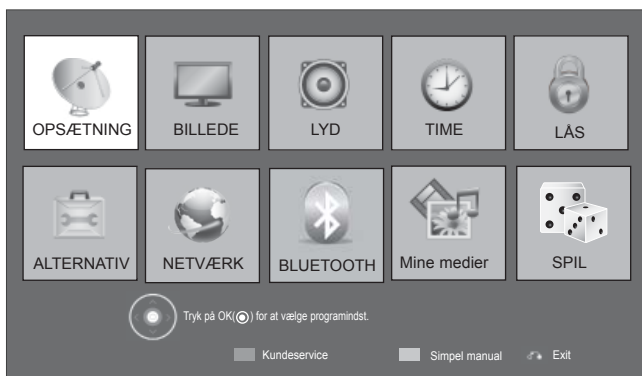 OPSÆTNING BILLEDE LYD TIME LÅS
ALTERNATIV NETVÆRK BLUETOOTH Mine medier SPIL
Tryk på OK(◉) for at vælge programindst.
Kundeservice Simpel manual Exit